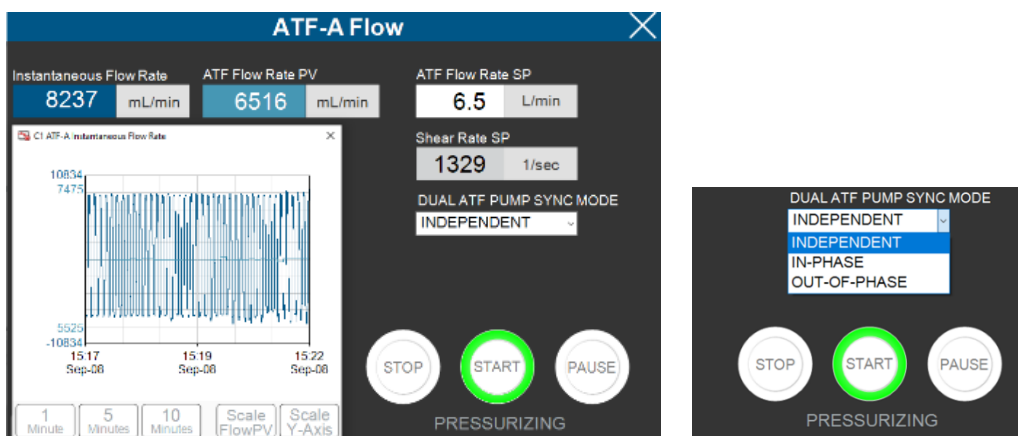 ATF-A Flow
Instantaneous Flow Rate
8237 mL/min
ATF Flow Rate PV
6516 mL/min
ATF Flow Rate SP
6.5 L/min
C1 ATF-A Instantaneous Flow Rate
10834
7475
5525
-10834
15:17 15:19 15:22
Sep-08 Sep-08 Sep-08
1 Minute
5 Minutes
10 Minutes
Scale FlowPV
Scale Y-Axis
Shear Rate SP
1329 1/sec
DUAL ATF PUMP SYNC MODE
INDEPENDENT
STOP START PAUSE
PRESSURIZING
DUAL ATF PUMP SYNC MODE
INDEPENDENT
INDEPENDENT
IN-PHASE
OUT-OF-PHASE
STOP START PAUSE
PRESSURIZING